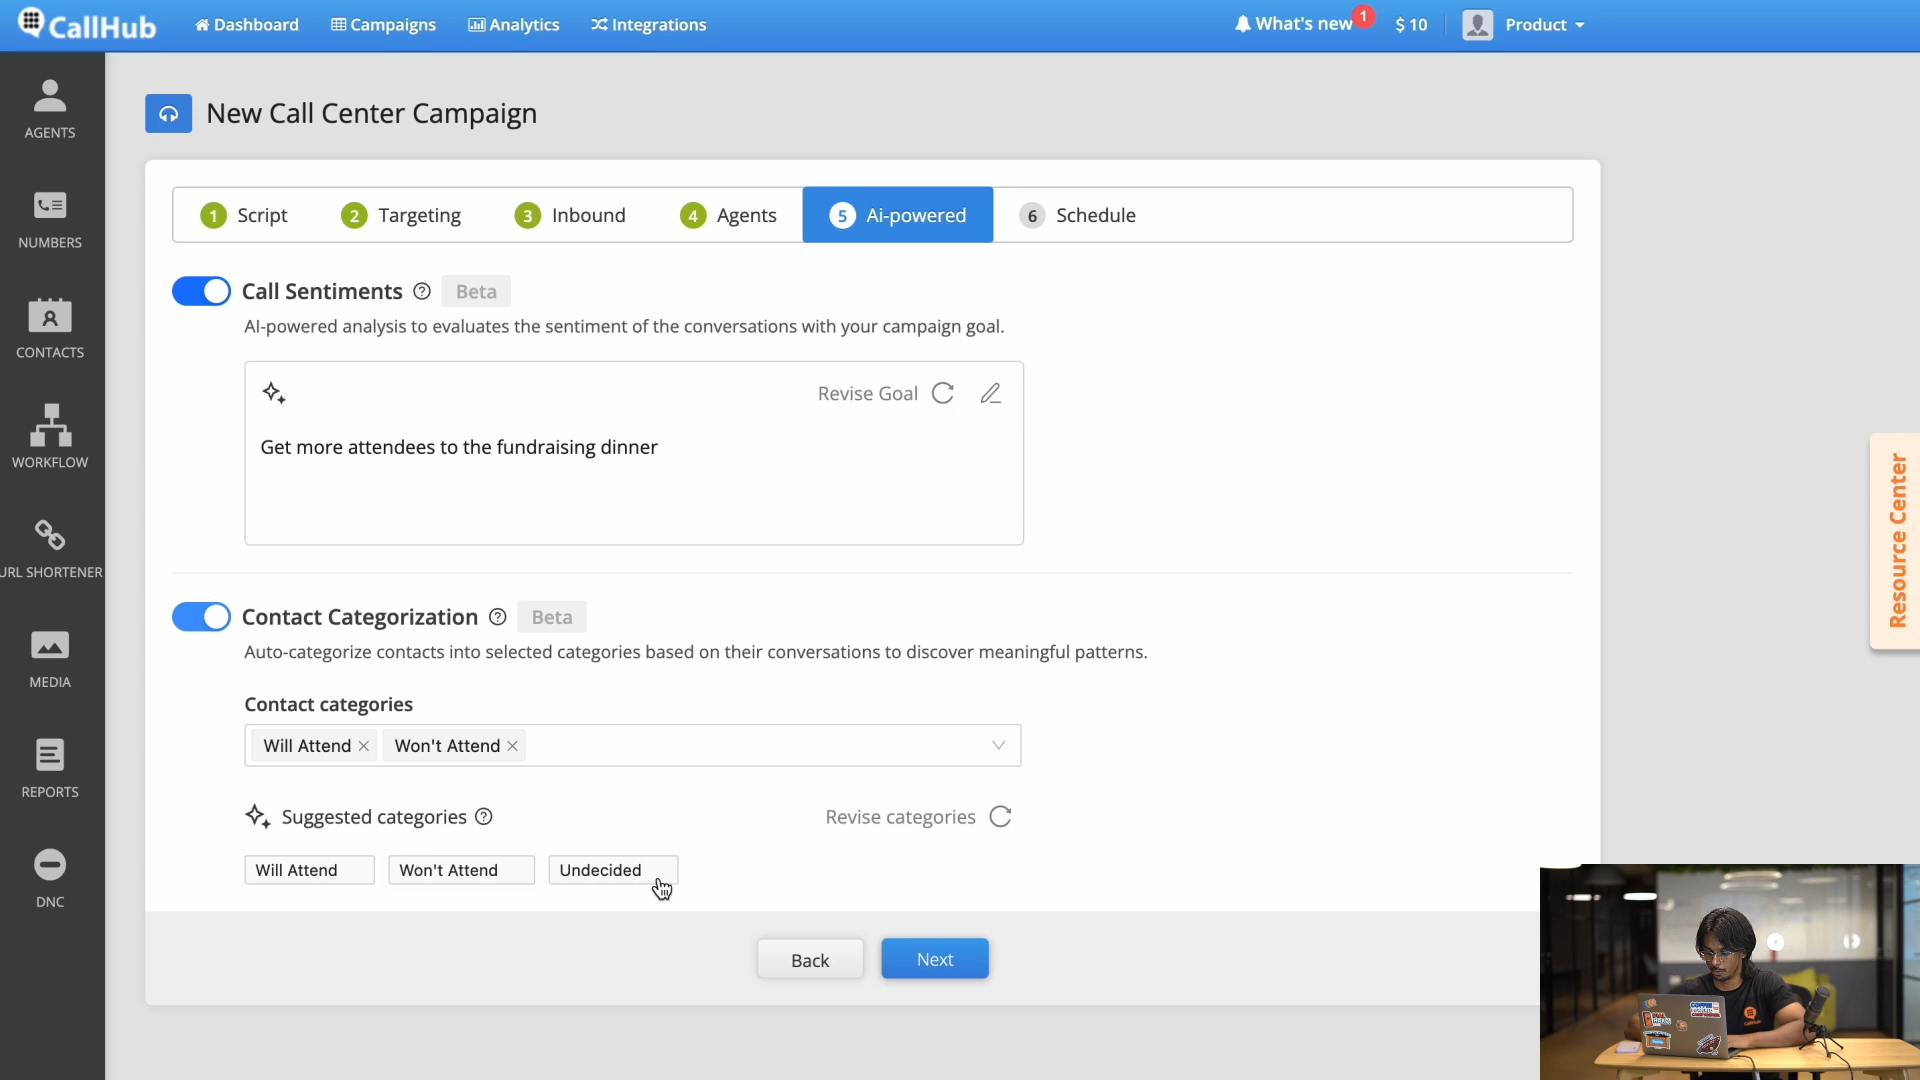 CallHub Dashboard Campaigns Analytics Integrations What's new 1 $ 10 Product
AGENTS
NUMBERS
CONTACTS
WORKFLOW
URL SHORTENER
MEDIA
REPORTS
DNC
New Call Center Campaign
1 Script 2 Targeting 3 Inbound 4 Agents 5 Ai-powered 6 Schedule
Call Sentiments ? Beta
AI-powered analysis to evaluates the sentiment of the conversations with your campaign goal.
Revise Goal
Get more attendees to the fundraising dinner
Contact Categorization ? Beta
Auto-categorize contacts into selected categories based on their conversations to discover meaningful patterns.
Contact categories
Will Attend × Won't Attend ×
Suggested categories ? Revise categories
Will Attend Won't Attend Undecided
Back Next
Resource Center